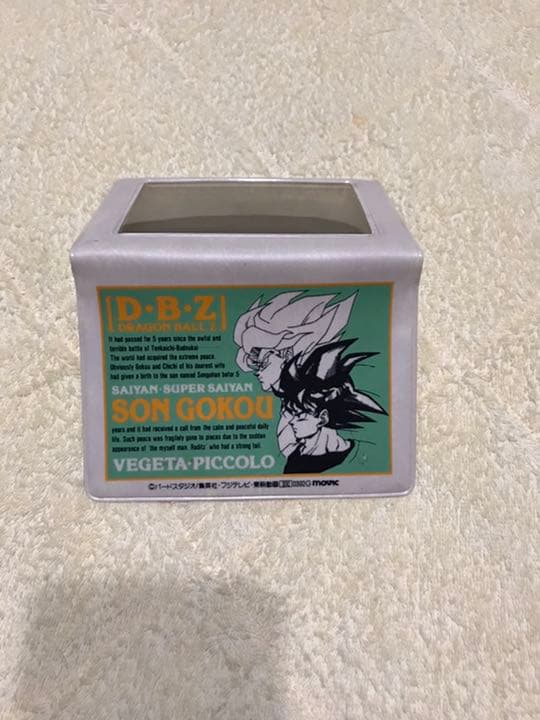 [D·B·Z]
DRAGON BALL Z
It had passed for 5 years since the awful and
terrible battle of Tenkaichi-Budoukai
The world had acquired the extreme peace.
Obviously Gokou and Chichi of his dearest wife
had given a birth to the son named Songohan befor 5
SAIYAN·SUPER SAIYAN
SON GOKOU
years and it had received a call from the calm and peaceful daily
life. Such peace was fragilely gone in pieces due to the sudden
appearance of the myself man. Raditz' who had a strong tail.
VEGETA·PICCOLO
©バードスタジオ/集英社・フジテレビ・東映動画 movic